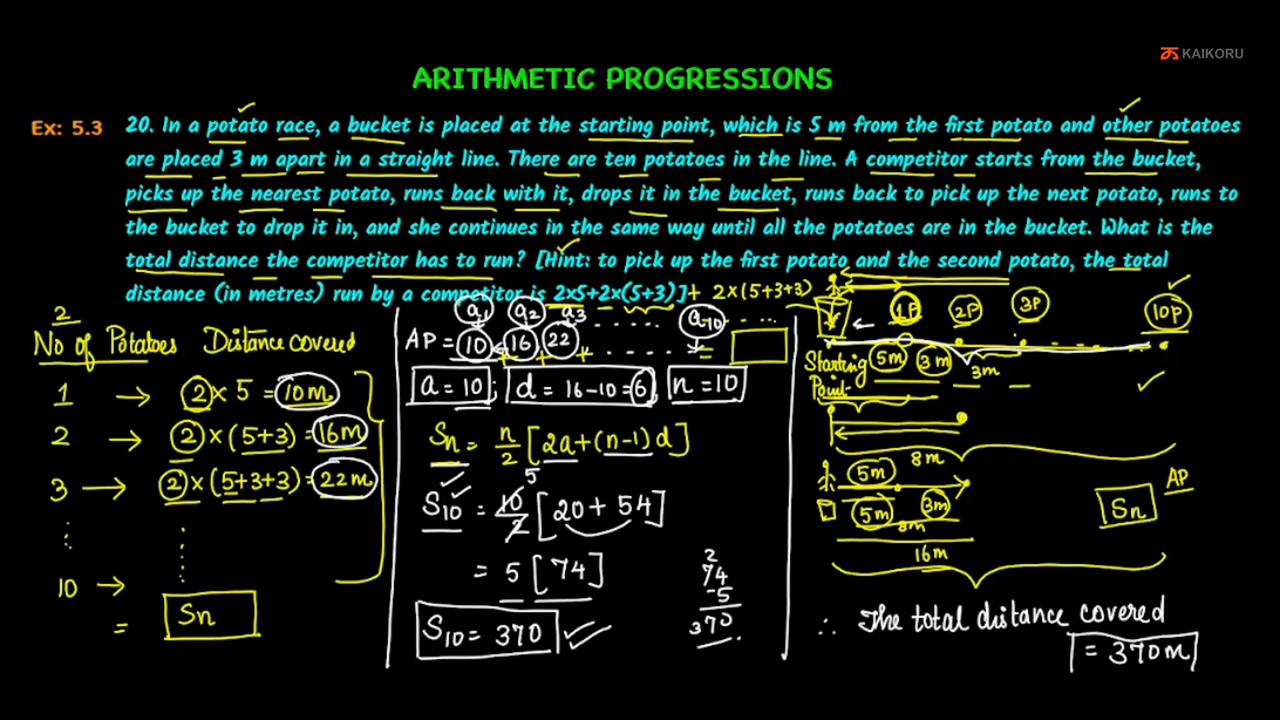 KAIKORU
ARITHMETIC PROGRESSIONS
Ex: 5.3
20. In a potato race, a bucket is placed at the starting point, which is 5 m from the first potato and other potatoes
are placed 3 m apart in a straight line. There are ten potatoes in the line. A competitor starts from the bucket,
picks up the nearest potato, runs back with it, drops it in the bucket, runs back to pick up the next potato, runs to
the bucket to drop it in, and she continues in the same way until all the potatoes are in the bucket. What is the
total distance the competitor has to run? [Hint: to pick up the first potato and the second potato, the total
distance (in metres) run by a competitor is 2×5+2×(5+3)] + 2×(5+3+3)
2
No of Potatoes Distance covered
1 → 2 × 5 = 10m
2 → 2 × (5+3) = 16m
3 → 2 × (5+3+3) = 22m
10 →
= Sn
a1 a2 a3 ...... a10 ......
AP = 10 16 22 ...... =
+ + +
a = 10 ; d = 16-10 = 6 n = 10
Sn = n/2 [2a + (n-1) d]
5
S10 = 10/2 [20 + 54]
= 5 [74]
2
74
5
370
S10 = 370
1P 2P 3P 10P
Starting 5m 3m
Point 3m
8m
5m
5m 3m
8m
16m
AP
Sn
∴ The total distance covered
= 370m